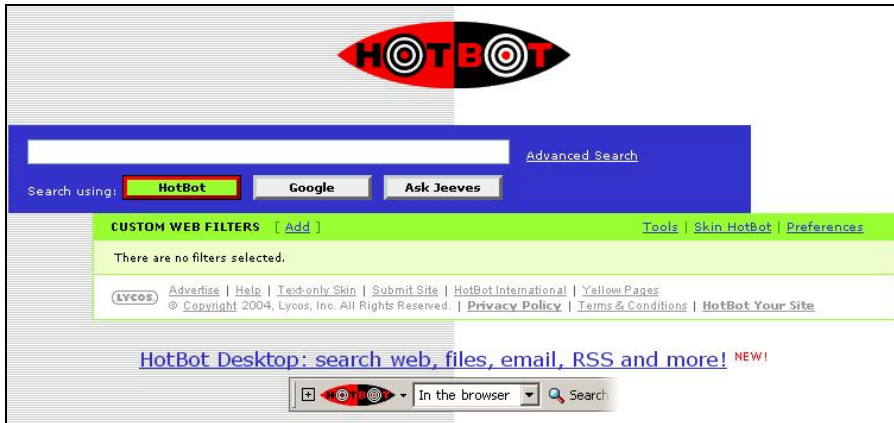 HOTBOT
Advanced Search
Search using: HotBot Google Ask Jeeves
CUSTOM WEB FILTERS [ Add ] Tools | Skin HotBot | Preferences
There are no filters selected.
LYCOS Advertise | Help | Text-only Skin | Submit Site | HotBot International | Yellow Pages
© Copyright 2004, Lycos, Inc. All Rights Reserved. | Privacy Policy | Terms & Conditions | HotBot Your Site
HotBot Desktop: search web, files, email, RSS and more! NEW!
HOTBOT In the browser Search